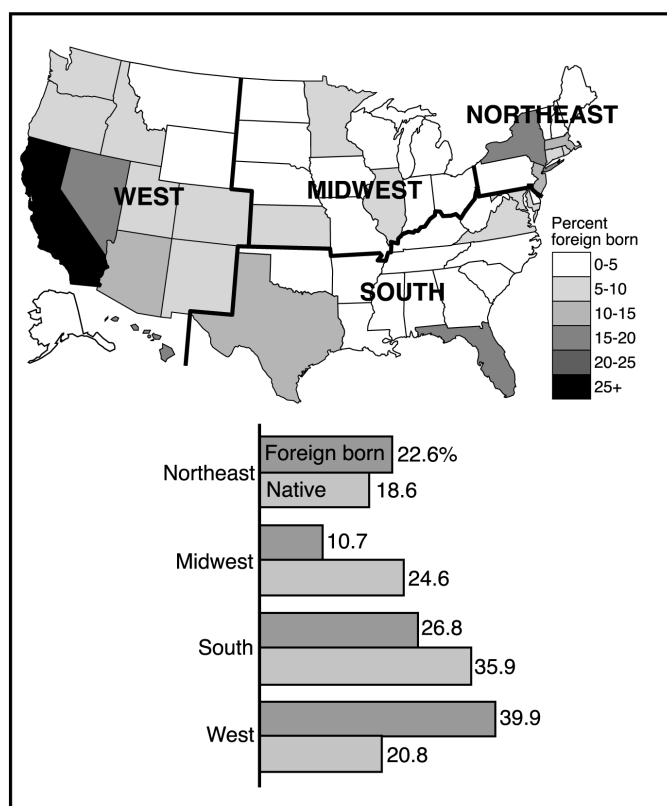 NORTHEAST
WEST
MIDWEST
SOUTH
Percent
foreign born
0-5
5-10
10-15
15-20
20-25
25+
Northeast
Foreign born 22.6%
Native 18.6
Midwest
10.7
24.6
South
26.8
35.9
West
39.9
20.8